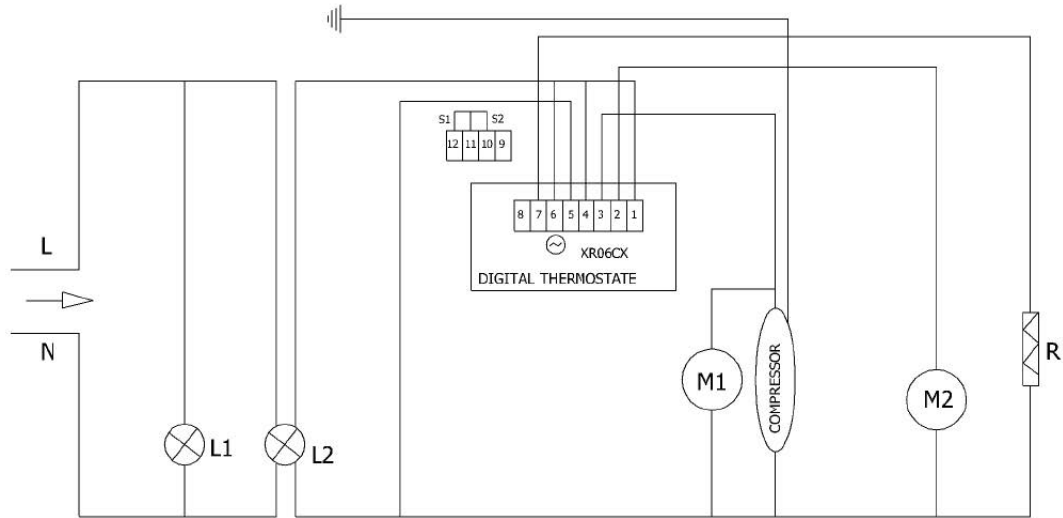 S1 S2
12 11 10 9
8 7 6 5 4 3 2 1
XR06CX
DIGITAL THERMOSTATE
L
N
L1
L2
M1
COMPRESSOR
M2
R